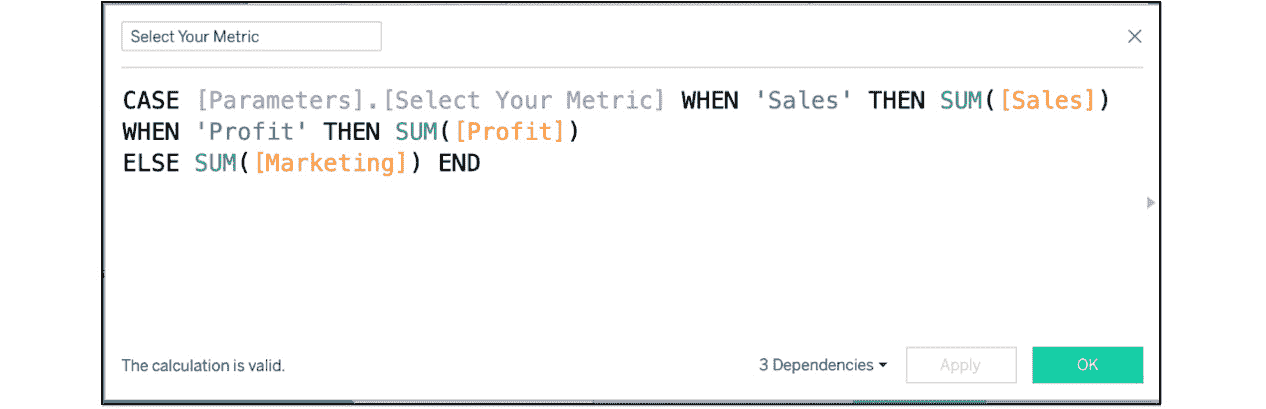 Select Your Metric
CASE [Parameters].[Select Your Metric] WHEN 'Sales' THEN SUM([Sales])
WHEN 'Profit' THEN SUM([Profit])
ELSE SUM([Marketing]) END
The calculation is valid.
3 Dependencies
Apply
OK